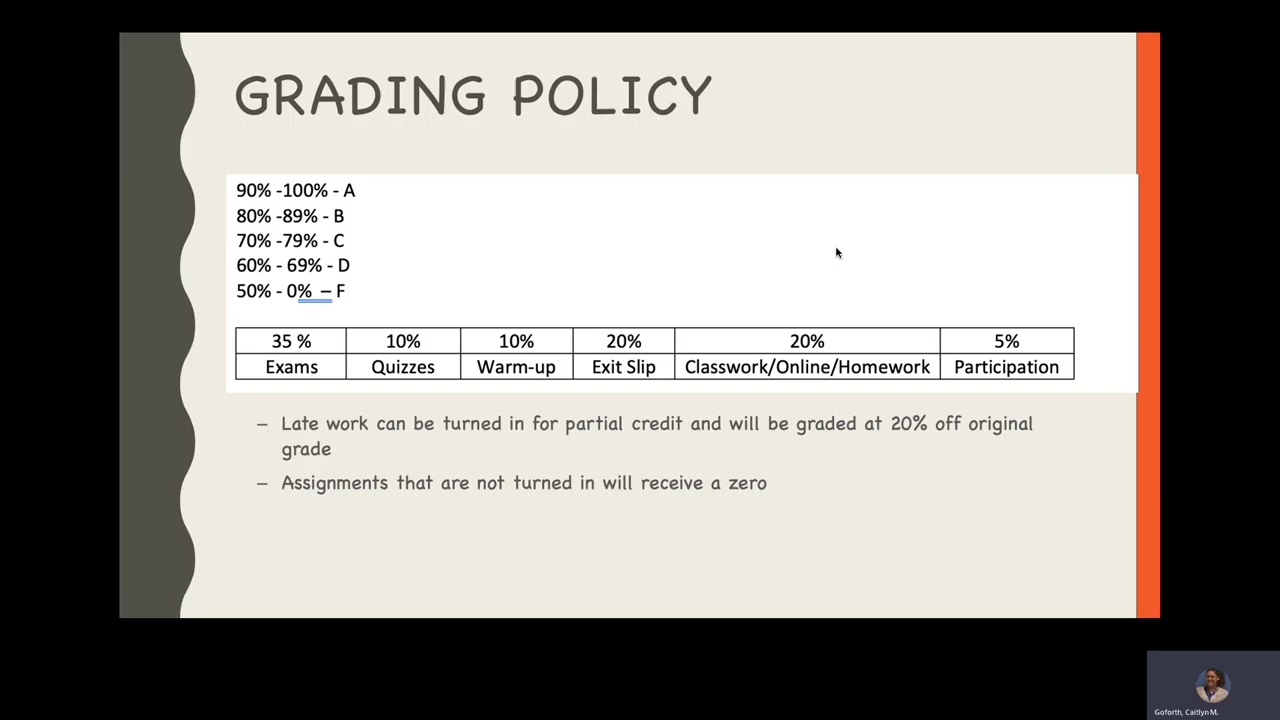 GRADING POLICY
90% -100% - A
80% -89% - B
70% -79% - C
60% - 69% - D
50% - 0% – F
35 % 10% 10% 20% 20% 5%
Exams Quizzes Warm-up Exit Slip Classwork/Online/Homework Participation
– Late work can be turned in for partial credit and will be graded at 20% off original
grade
– Assignments that are not turned in will receive a zero
Goforth, Caitlyn M.